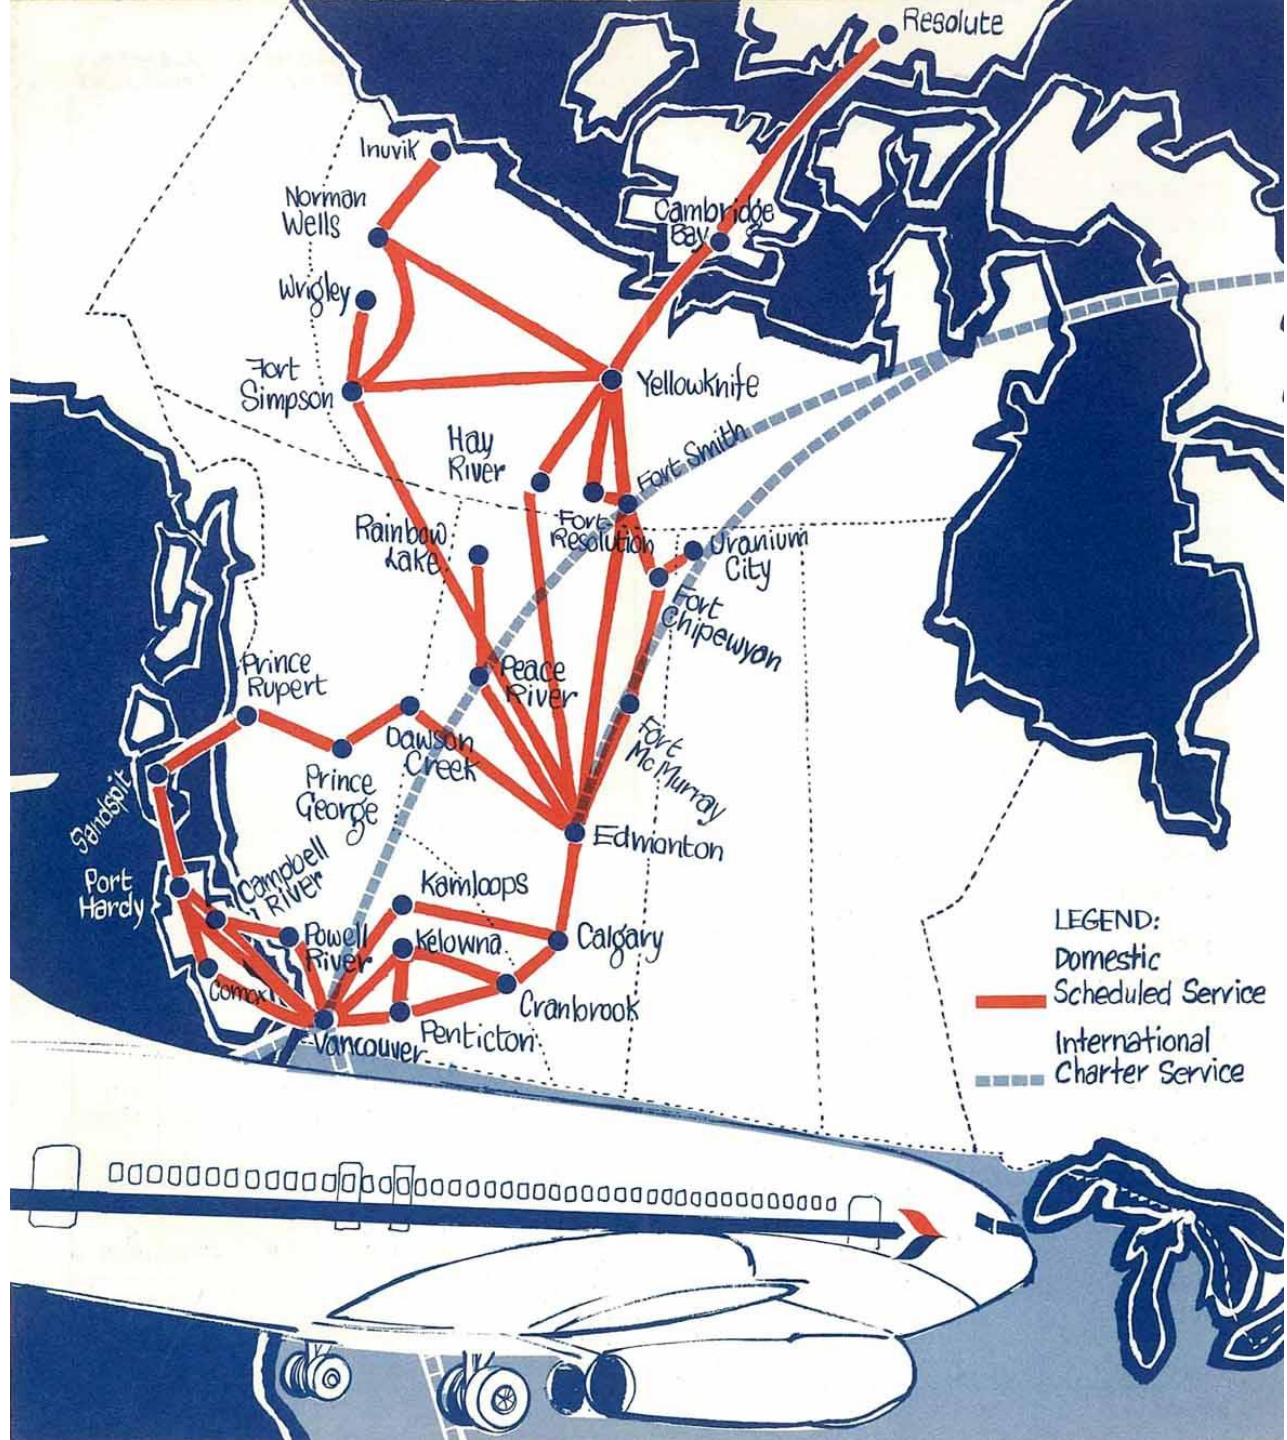 Resolute
Inuvik
Norman
Wells
Cambridge
Bay
Wrigley
Fort
Simpson
Yellowknife
Hay
River
Fort Smith
Fort
Resolution
Rainbow
Lake
Uranium
City
Fort
Chipewyan
Prince
Rupert
Peace
River
Dawson
Creek
Fort
McMurray
Prince
George
Sandspit
Edmonton
Port
Hardy
Campbell
River
Kamloops
Powell
River
Kelowna
Calgary
Comox
Cranbrook
Penticton
Vancouver
LEGEND:
Domestic
Scheduled Service
International
Charter Service